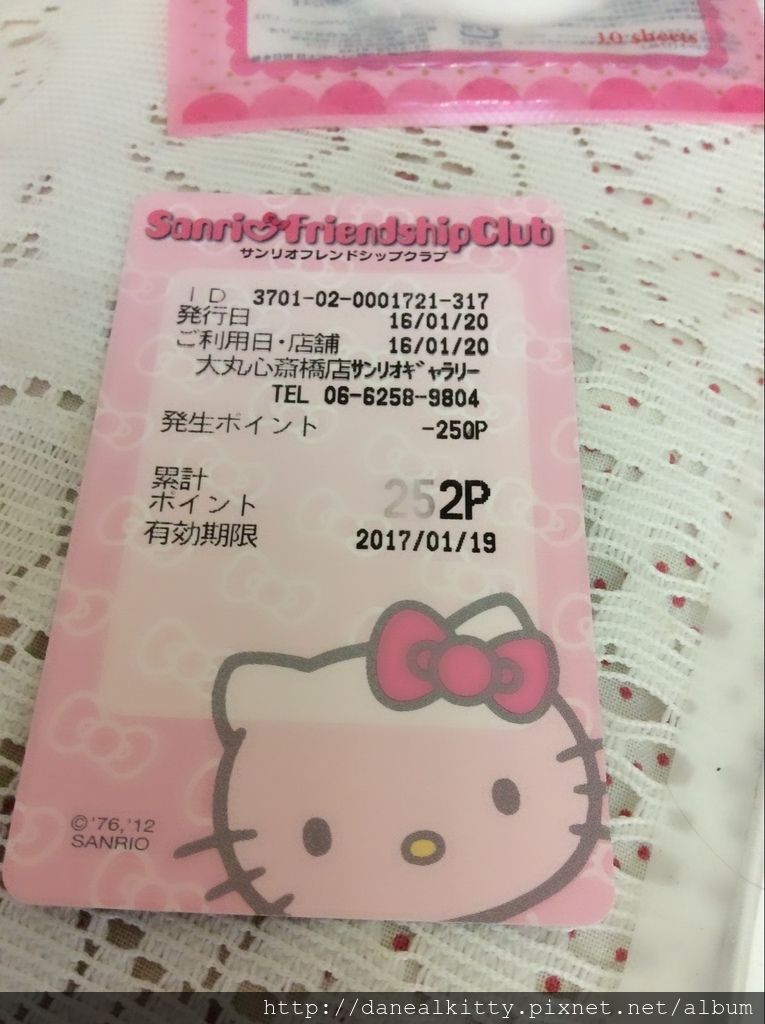 10 sheets
Sanrio Friendship Club
サンリオフレンドシップクラブ
ID 3701-02-0001721-317
発行日 16/01/20
ご利用日・店舗 16/01/20
大丸心斎橋店サンリオギャラリー
TEL 06-6258-9804
発生ポイント -250P
累計
ポイント 252P
有効期限 2017/01/19
©'76,'12
SANRIO
http://danealkitty.pixnet.net/album